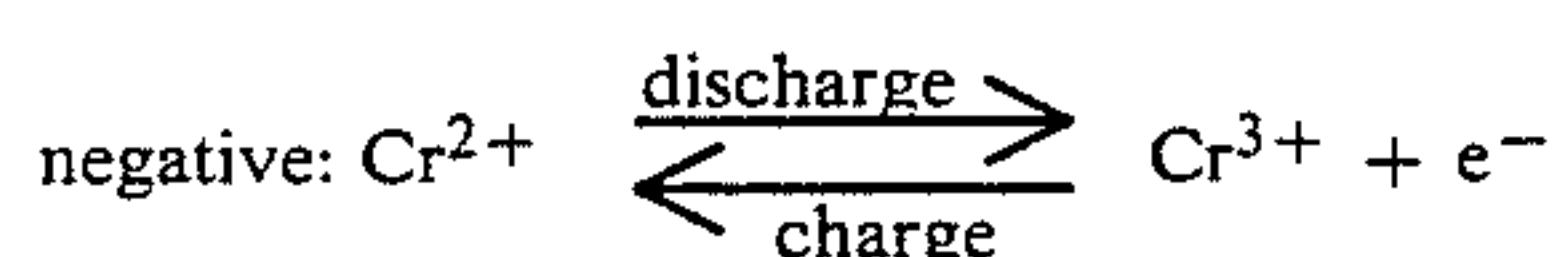 discharge
negative: Cr²⁺ ⇌ Cr³⁺ + e⁻
charge